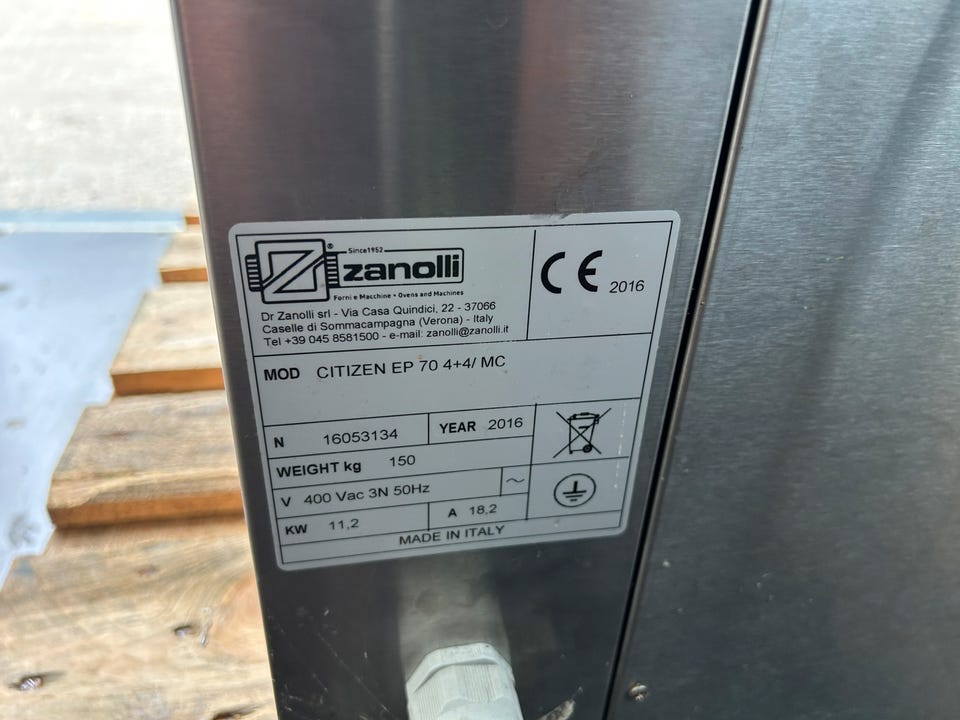 Since1952
zanolli®
Forni e Macchine • Ovens and Machines
Dr Zanolli srl - Via Casa Quindici, 22 - 37066
Caselle di Sommacampagna (Verona) - Italy
Tel +39 045 8581500 - e-mail: zanolli@zanolli.it
CE 2016
MOD CITIZEN EP 70 4+4/ MC
N 16053134 YEAR 2016
WEIGHT kg 150
V 400 Vac 3N 50Hz ~
KW 11,2 A 18,2
MADE IN ITALY